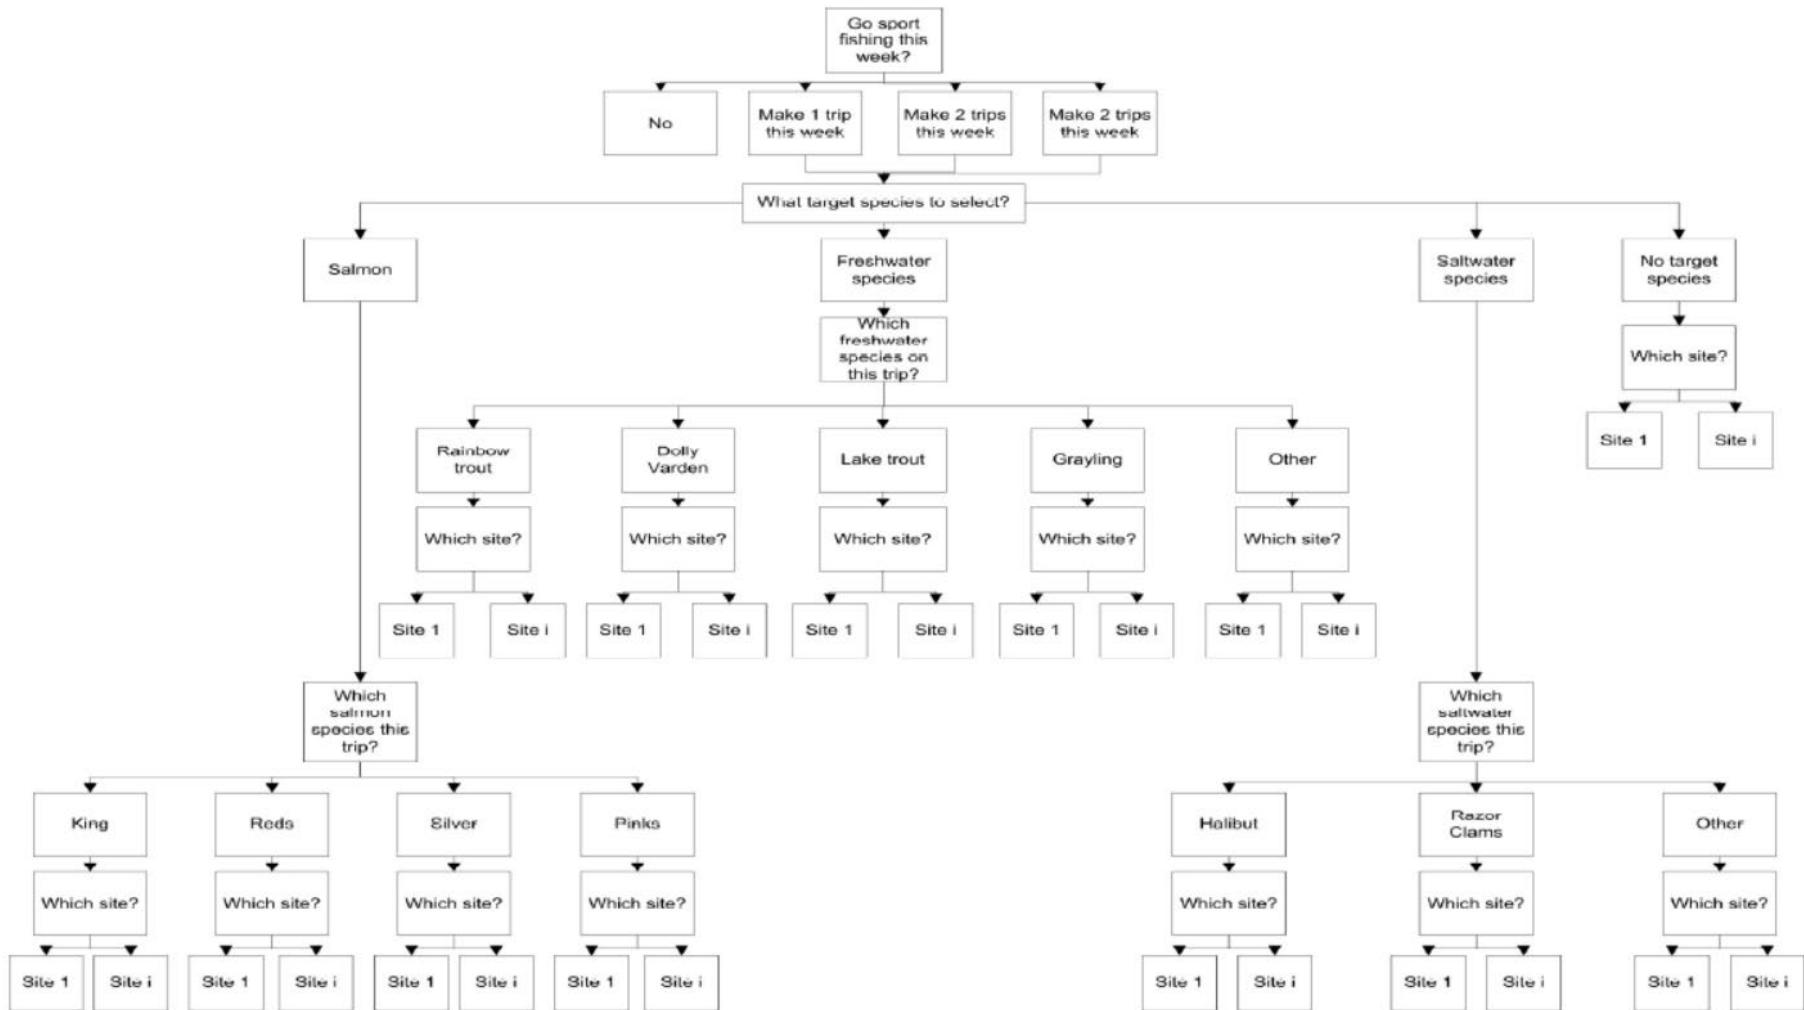 Go sport
fishing this
week?
No
Make 1 trip
this week
Make 2 trips
this week
Make 2 trips
this week
What target species to select?
Salmon
Freshwater
species
Saltwater
species
No target
species
Which
freshwater
species on
this trip?
Which site?
Site 1
Site i
Rainbow
trout
Dolly
Varden
Lake trout
Grayling
Other
Which site?
Which site?
Which site?
Which site?
Which site?
Site 1
Site i
Site 1
Site i
Site 1
Site i
Site 1
Site i
Site 1
Site i
Which
salmon
species this
trip?
Which
saltwater
species this
trip?
King
Reds
Silver
Pinks
Halibut
Razor
Clams
Other
Which site?
Which site?
Which site?
Which site?
Which site?
Which site?
Which site?
Site 1
Site i
Site 1
Site i
Site 1
Site i
Site 1
Site i
Site 1
Site i
Site 1
Site i
Site 1
Site i